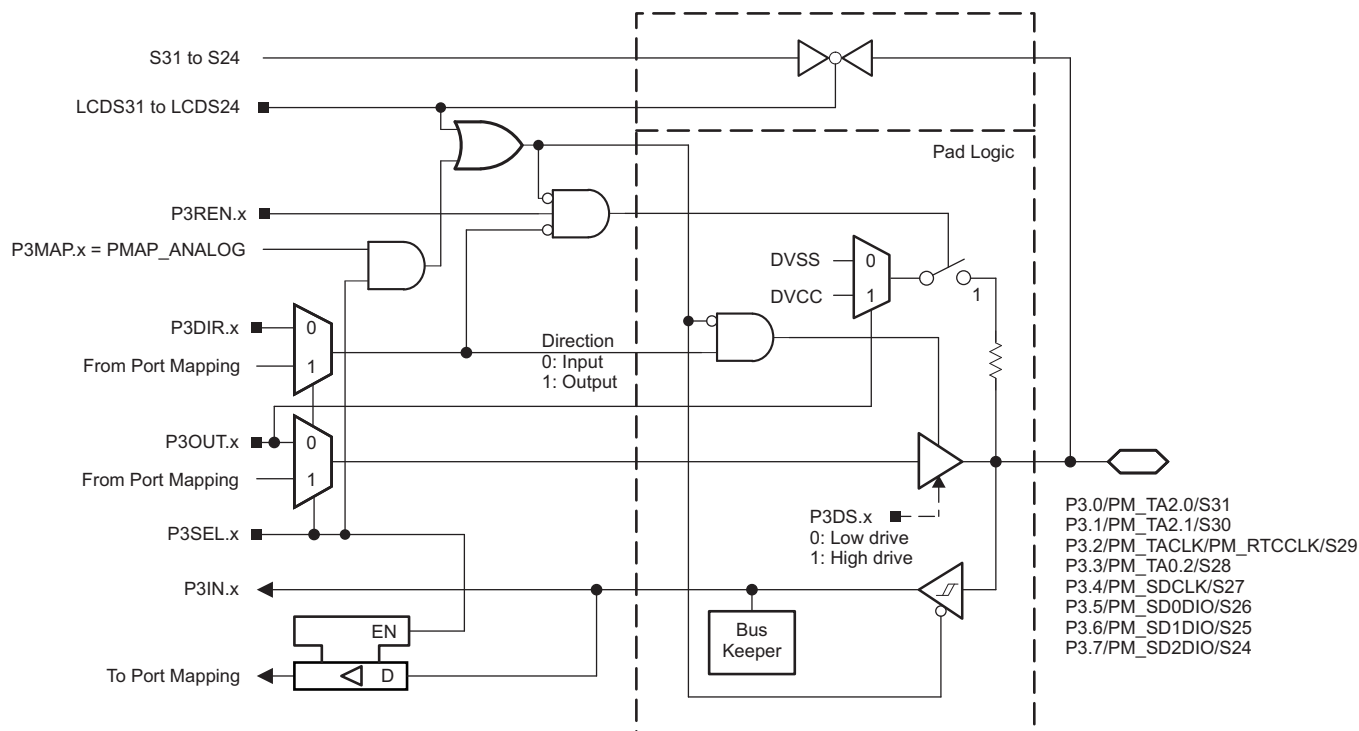 S31 to S24
LCDS31 to LCDS24
Pad Logic
P3REN.x
P3MAP.x = PMAP_ANALOG
DVSS
0
DVCC
1
1
P3DIR.x
0
From Port Mapping
1
Direction
0: Input
1: Output
P3OUT.x
0
From Port Mapping
1
P3DS.x
0: Low drive
1: High drive
P3SEL.x
P3IN.x
EN
D
To Port Mapping
Bus
Keeper
P3.0/PM_TA2.0/S31
P3.1/PM_TA2.1/S30
P3.2/PM_TACLK/PM_RTCCLK/S29
P3.3/PM_TA0.2/S28
P3.4/PM_SDCLK/S27
P3.5/PM_SD0DIO/S26
P3.6/PM_SD1DIO/S25
P3.7/PM_SD2DIO/S24